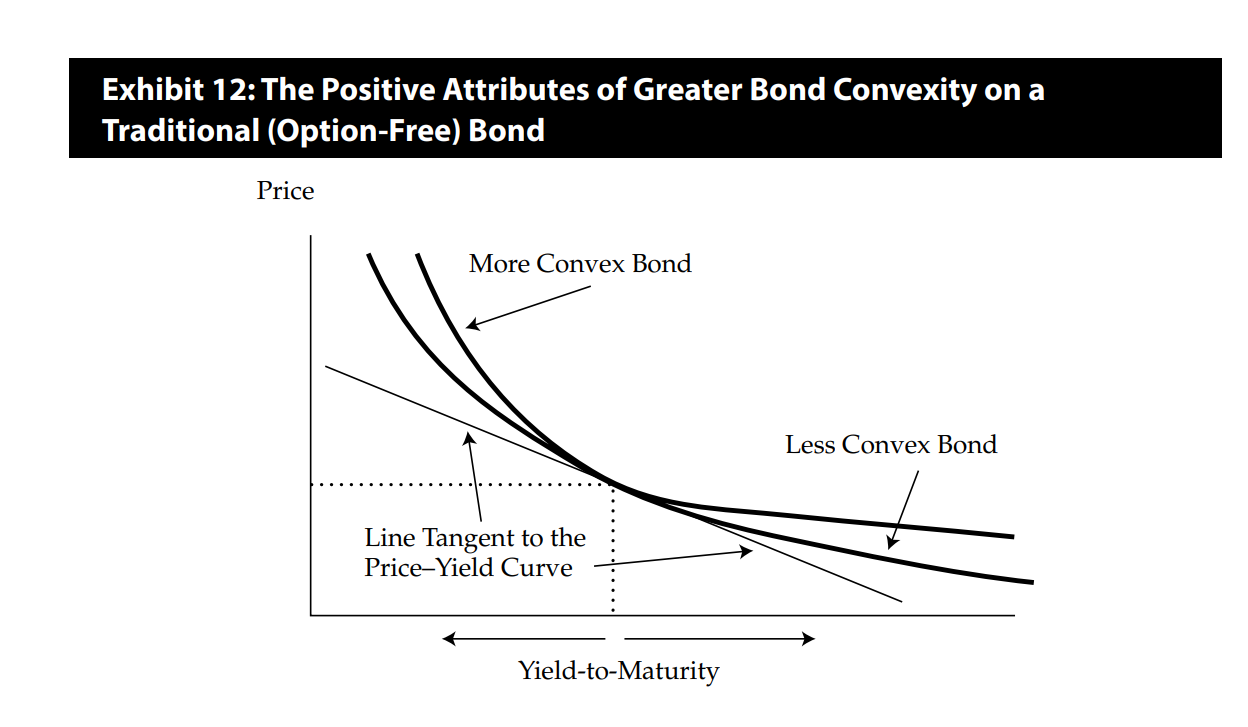 Exhibit 12: The Positive Attributes of Greater Bond Convexity on a
Traditional (Option-Free) Bond
Price
More Convex Bond
Less Convex Bond
Line Tangent to the
Price–Yield Curve
Yield-to-Maturity